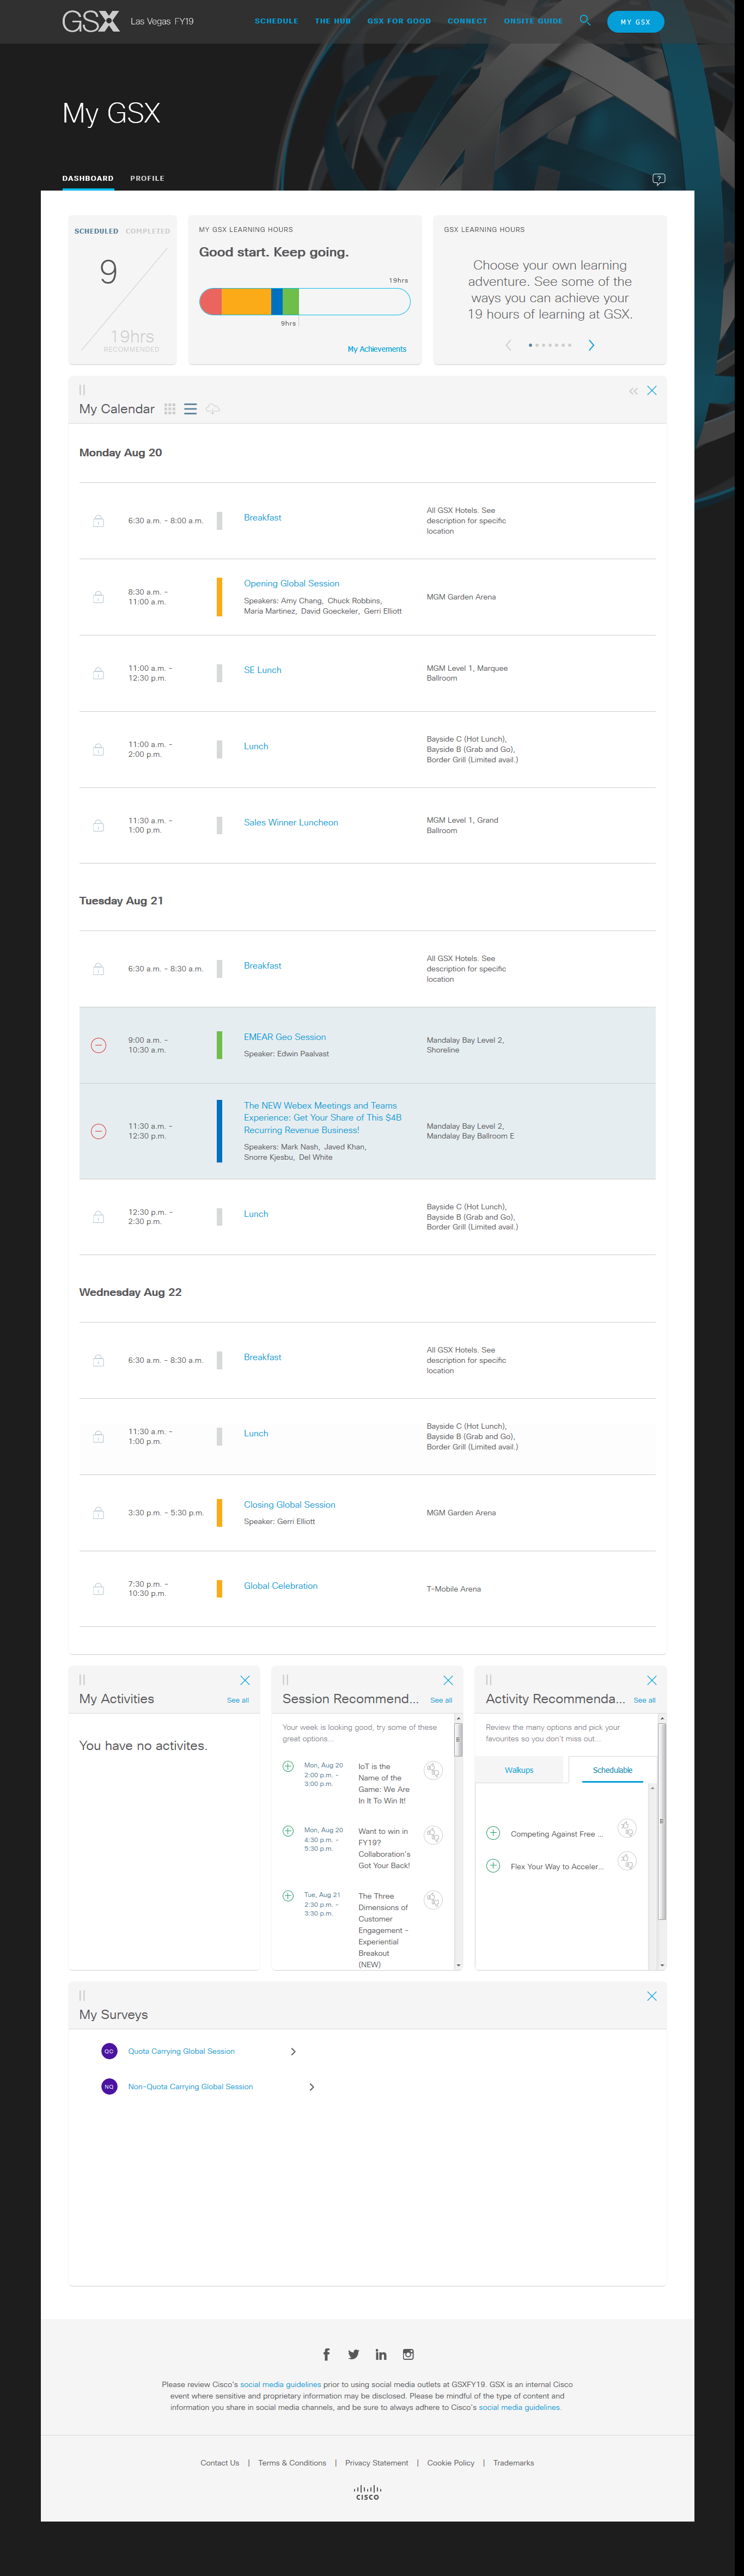 GSX Las Vegas FY19
SCHEDULE THE HUB GSX FOR GOOD CONNECT ONSITE GUIDE MY GSX
My GSX
DASHBOARD PROFILE
?
SCHEDULED COMPLETED
9
19hrs
RECOMMENDED
MY GSX LEARNING HOURS
Good start. Keep going.
19hrs
9hrs
My Achievements
GSX LEARNING HOURS
Choose your own learning
adventure. See some of the
ways you can achieve your
19 hours of learning at GSX.
My Calendar
Monday Aug 20
6:30 a.m. - 8:00 a.m.
Breakfast
All GSX Hotels. See
description for specific
location
8:30 a.m. -
11:00 a.m.
Opening Global Session
Speakers: Amy Chang, Chuck Robbins,
Maria Martinez, David Goeckeler, Gerri Elliott
MGM Garden Arena
11:00 a.m. -
12:30 p.m.
SE Lunch
MGM Level 1, Marquee
Ballroom
11:00 a.m. -
2:00 p.m.
Lunch
Bayside C (Hot Lunch),
Bayside B (Grab and Go),
Border Grill (Limited avail.)
11:30 a.m. -
1:00 p.m.
Sales Winner Luncheon
MGM Level 1, Grand
Ballroom
Tuesday Aug 21
6:30 a.m. - 8:30 a.m.
Breakfast
All GSX Hotels. See
description for specific
location
9:00 a.m. -
10:30 a.m.
EMEAR Geo Session
Speaker: Edwin Paalvast
Mandalay Bay Level 2,
Shoreline
11:30 a.m. -
12:30 p.m.
The NEW Webex Meetings and Teams
Experience: Get Your Share of This $4B
Recurring Revenue Business!
Speakers: Mark Nash, Javed Khan,
Snorre Kjesbu, Del White
Mandalay Bay Level 2,
Mandalay Bay Ballroom E
12:30 p.m. -
2:30 p.m.
Lunch
Bayside C (Hot Lunch),
Bayside B (Grab and Go),
Border Grill (Limited avail.)
Wednesday Aug 22
6:30 a.m. - 8:30 a.m.
Breakfast
All GSX Hotels. See
description for specific
location
11:30 a.m. -
1:00 p.m.
Lunch
Bayside C (Hot Lunch),
Bayside B (Grab and Go),
Border Grill (Limited avail.)
3:30 p.m. - 5:30 p.m.
Closing Global Session
Speaker: Gerri Elliott
MGM Garden Arena
7:30 p.m. -
10:30 p.m.
Global Celebration
T-Mobile Arena
My Activities See all
You have no activites.
Session Recommend... See all
Your week is looking good, try some of these
great options...
Mon, Aug 20
2:00 p.m. -
3:00 p.m.
IoT is the
Name of the
Game: We Are
In It To Win It!
Mon, Aug 20
4:30 p.m. -
5:30 p.m.
Want to win in
FY19?
Collaboration's
Got Your Back!
Tue, Aug 21
2:30 p.m. -
3:30 p.m.
The Three
Dimensions of
Customer
Engagement -
Experiential
Breakout
(NEW)
Activity Recommenda... See all
Review the many options and pick your
favourites so you don't miss out...
Walkups Schedulable
Competing Against Free ...
Flex Your Way to Acceler...
My Surveys
QC Quota Carrying Global Session
NQ Non-Quota Carrying Global Session
Please review Cisco's social media guidelines prior to using social media outlets at GSXFY19. GSX is an internal Cisco
event where sensitive and proprietary information may be disclosed. Please be mindful of the type of content and
information you share in social media channels, and be sure to always adhere to Cisco's social media guidelines.
Contact Us | Terms & Conditions | Privacy Statement | Cookie Policy | Trademarks
CISCO